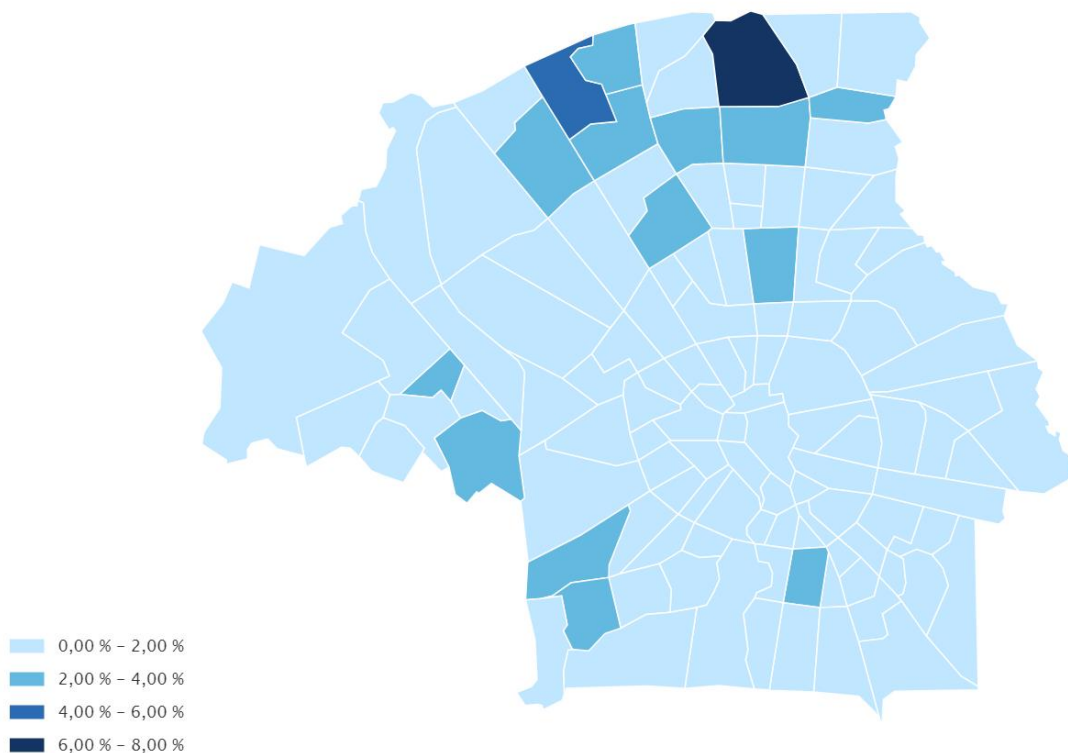 0,00 % – 2,00 %
2,00 % – 4,00 %
4,00 % – 6,00 %
6,00 % – 8,00 %